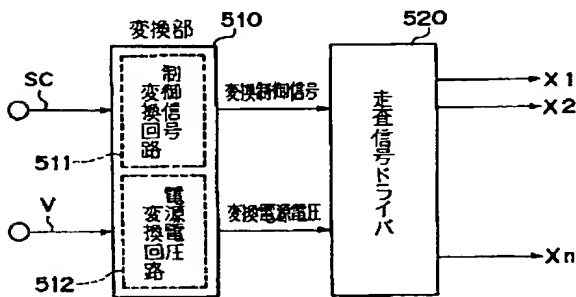 変換部
510
520
SC
制御信号
変換回路
511
変換制御信号
走査信号ドライバ
X1
X2
V
電源電圧
変換回路
512
変換電源電圧
Xn